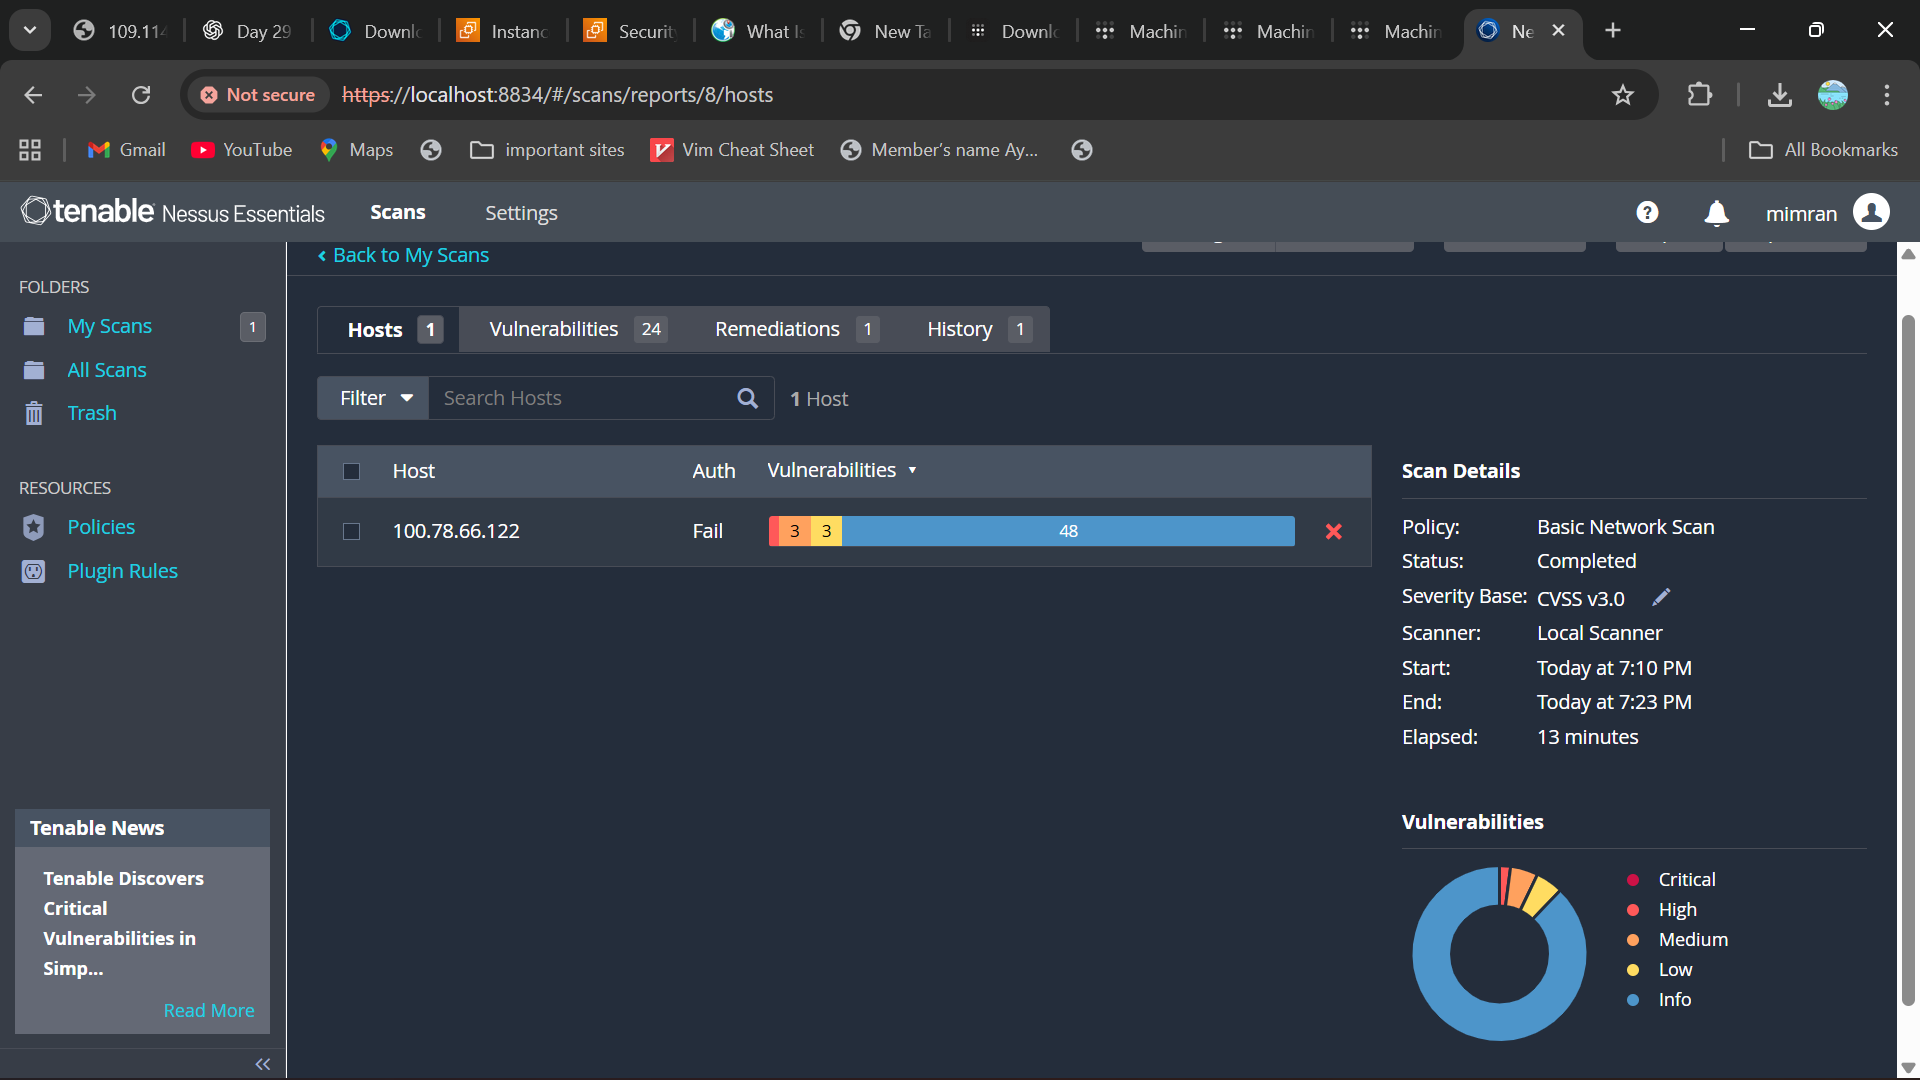 109.114
Day 29
Downlo
Instanc
Securit
What Is
New Ta
Downlo
Machin
Machin
Machin
Ne
Not secure
https://localhost:8834/#/scans/reports/8/hosts
Gmail
YouTube
Maps
important sites
Vim Cheat Sheet
Member's name Ay...
All Bookmarks
tenable Nessus Essentials
Scans
Settings
mimran
FOLDERS
My Scans 1
All Scans
Trash
RESOURCES
Policies
Plugin Rules
Tenable News
Tenable Discovers
Critical
Vulnerabilities in
Simp...
Read More
‹ Back to My Scans
Hosts 1
Vulnerabilities 24
Remediations 1
History 1
Filter
Search Hosts
1 Host
Host Auth Vulnerabilities
100.78.66.122 Fail 3 3 48
Scan Details
Policy: Basic Network Scan
Status: Completed
Severity Base: CVSS v3.0
Scanner: Local Scanner
Start: Today at 7:10 PM
End: Today at 7:23 PM
Elapsed: 13 minutes
Vulnerabilities
Critical
High
Medium
Low
Info